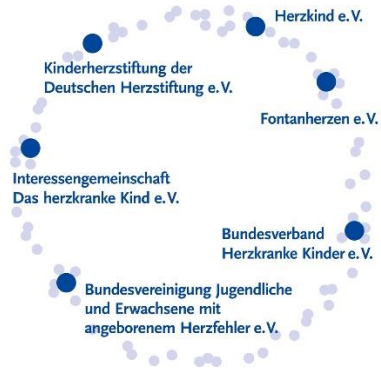 Herzkind e.V.
Kinderherzstiftung der
Deutschen Herzstiftung e.V.
Fontanherzen e.V.
Interessengemeinschaft
Das herzkranke Kind e.V.
Bundesverband
Herzkranke Kinder e.V.
Bundesvereinigung Jugendliche
und Erwachsene mit
angeborenem Herzfehler e.V.